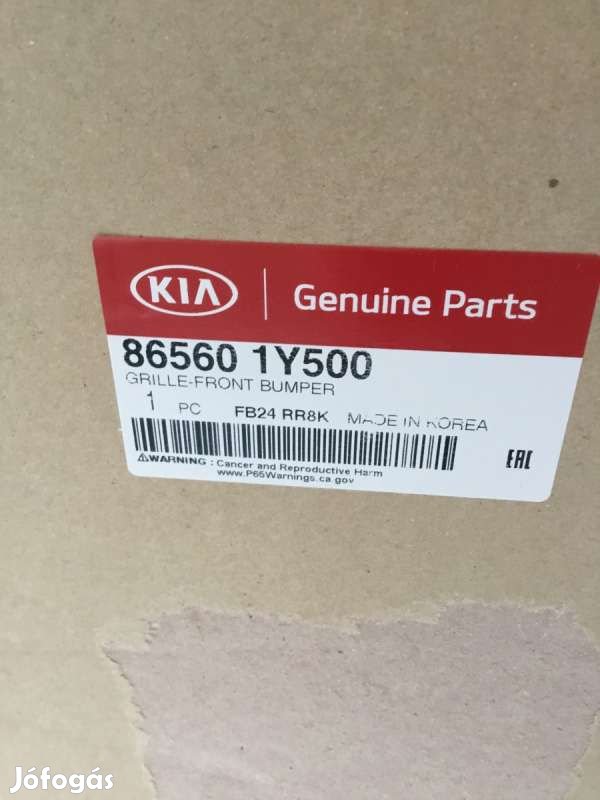 KIA
Genuine Parts
86560 1Y500
GRILLE-FRONT BUMPER
1 PC FB24 RR8K MADE IN KOREA
⚠WARNING : Cancer and Reproductive Harm
www.P65Warnings.ca.gov
EAC
Jófogás